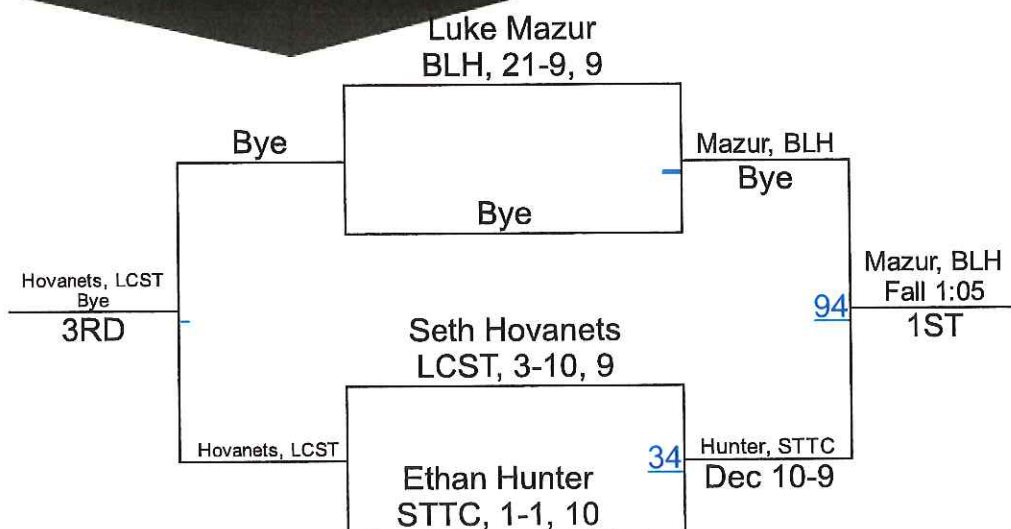 Luke Mazur
BLH, 21-9, 9
Bye
Mazur, BLH
Bye
Bye
Hovanets, LCST
Bye
3RD
Mazur, BLH
Fall 1:05
1ST
94
Seth Hovanets
LCST, 3-10, 9
Hovanets, LCST
34
Hunter, STTC
Dec 10-9
Ethan Hunter
STTC, 1-1, 10